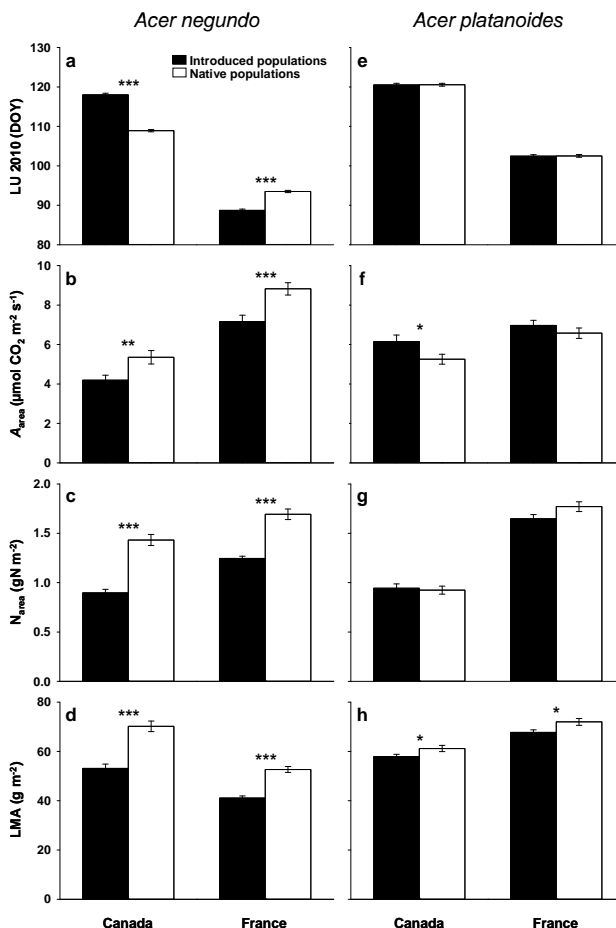 Acer negundo
Acer platanoides
a
***
***
Introduced populations
Native populations
LU 2010 (DOY)
130
120
110
100
90
80
e
b
**
***
A_area (µmol CO₂ m⁻² s⁻¹)
10
8
6
4
2
0
f
*
c
***
***
N_area (gN m⁻²)
2.0
1.5
1.0
0.5
0.0
g
d
***
***
LMA (g m⁻²)
80
60
40
20
0
h
*
*
Canada
France
Canada
France